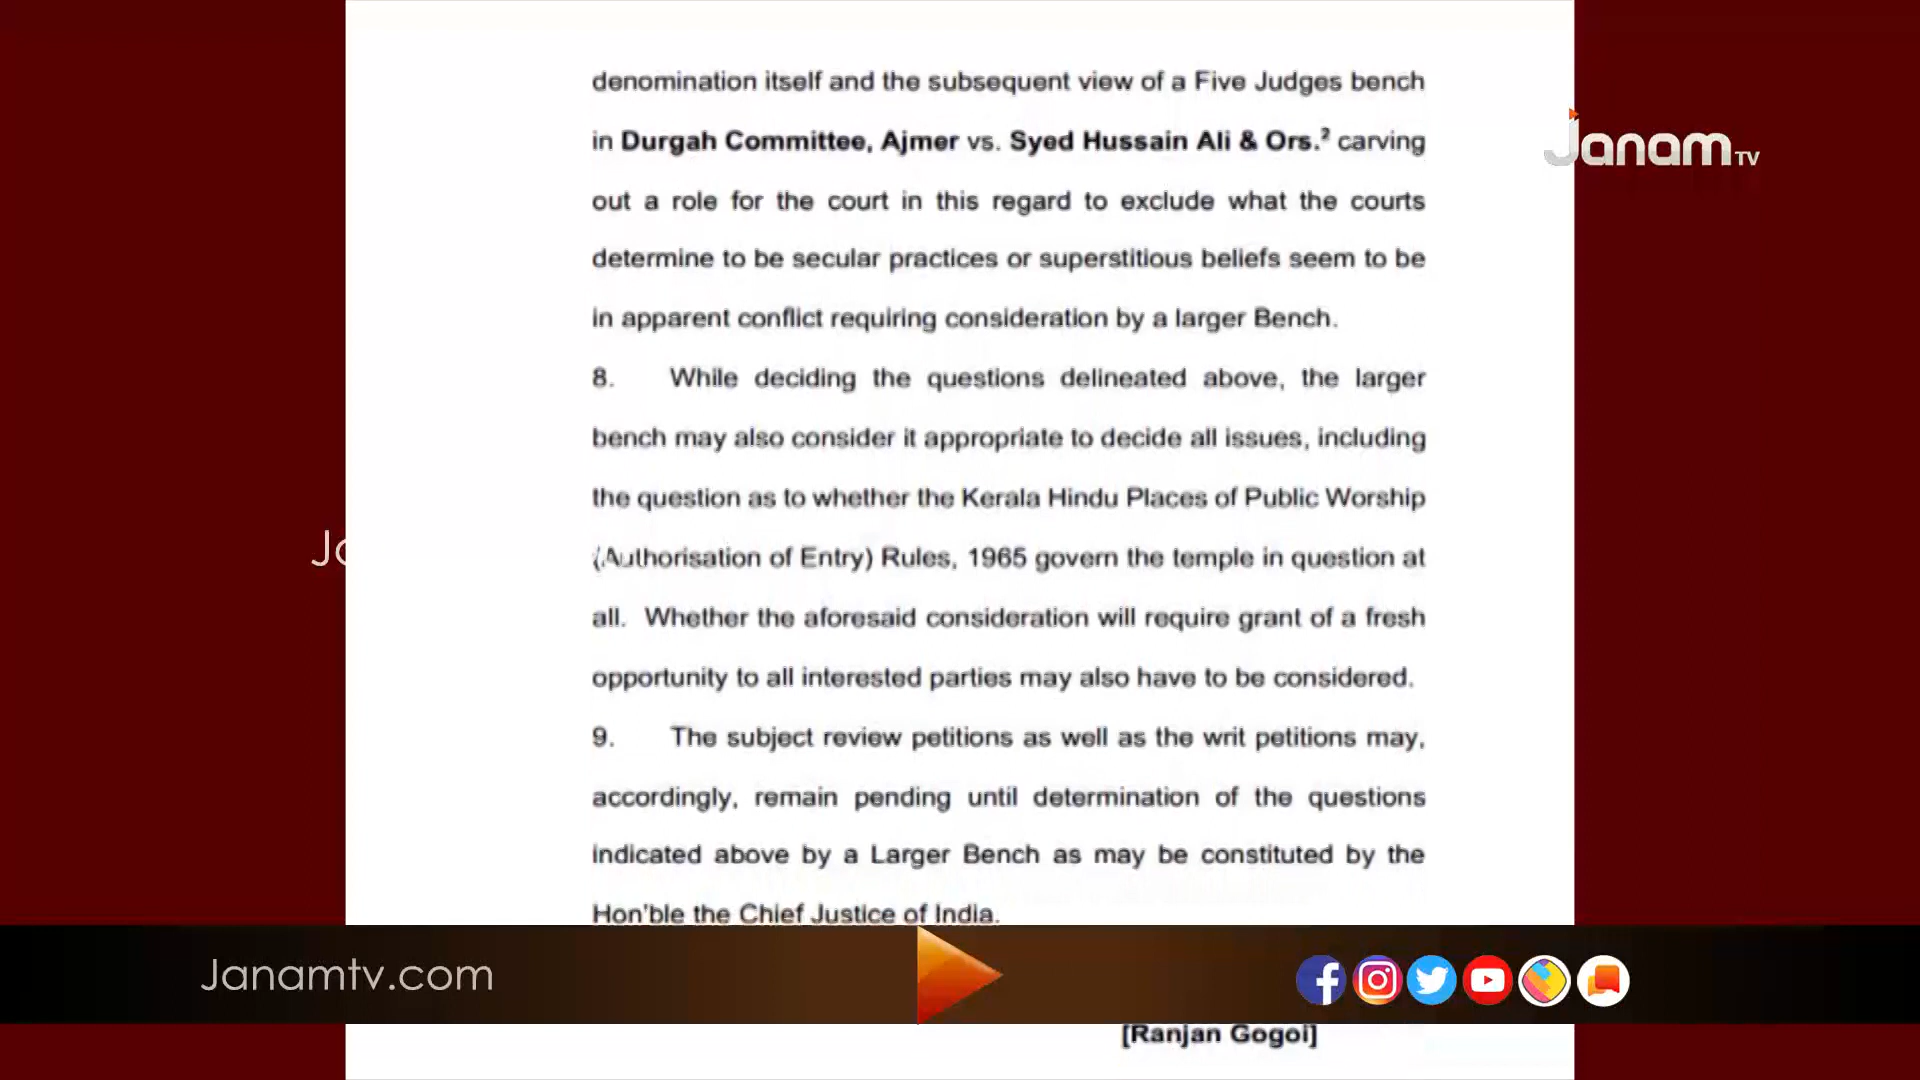 denomination itself and the subsequent view of a Five Judges bench
in Durgah Committee, Ajmer vs. Syed Hussain Ali & Ors.² carving
out a role for the court in this regard to exclude what the courts
determine to be secular practices or superstitious beliefs seem to be
in apparent conflict requiring consideration by a larger Bench.
8. While deciding the questions delineated above, the larger
bench may also consider it appropriate to decide all issues, including
the question as to whether the Kerala Hindu Places of Public Worship
(Authorisation of Entry) Rules, 1965 govern the temple in question at
all. Whether the aforesaid consideration will require grant of a fresh
opportunity to all interested parties may also have to be considered.
9. The subject review petitions as well as the writ petitions may,
accordingly, remain pending until determination of the questions
indicated above by a Larger Bench as may be constituted by the
Hon'ble the Chief Justice of India.
[Ranjan Gogoi]
Janam TV
Janamtv.com